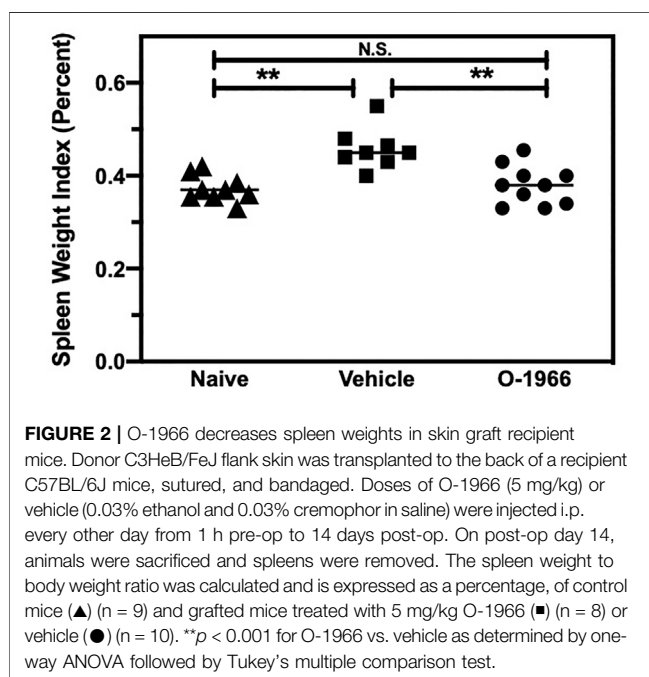 N.S.
** **
Spleen Weight Index (Percent)
0.6
0.4
0.2
0.0
Naive Vehicle O-1966
FIGURE 2 | O-1966 decreases spleen weights in skin graft recipient
mice. Donor C3HeB/FeJ flank skin was transplanted to the back of a recipient
C57BL/6J mice, sutured, and bandaged. Doses of O-1966 (5 mg/kg) or
vehicle (0.03% ethanol and 0.03% cremophor in saline) were injected i.p.
every other day from 1 h pre-op to 14 days post-op. On post-op day 14,
animals were sacrificed and spleens were removed. The spleen weight to
body weight ratio was calculated and is expressed as a percentage, of control
mice (▲) (n = 9) and grafted mice treated with 5 mg/kg O-1966 (■) (n = 8) or
vehicle (●) (n = 10). **p < 0.001 for O-1966 vs. vehicle as determined by one-
way ANOVA followed by Tukey's multiple comparison test.